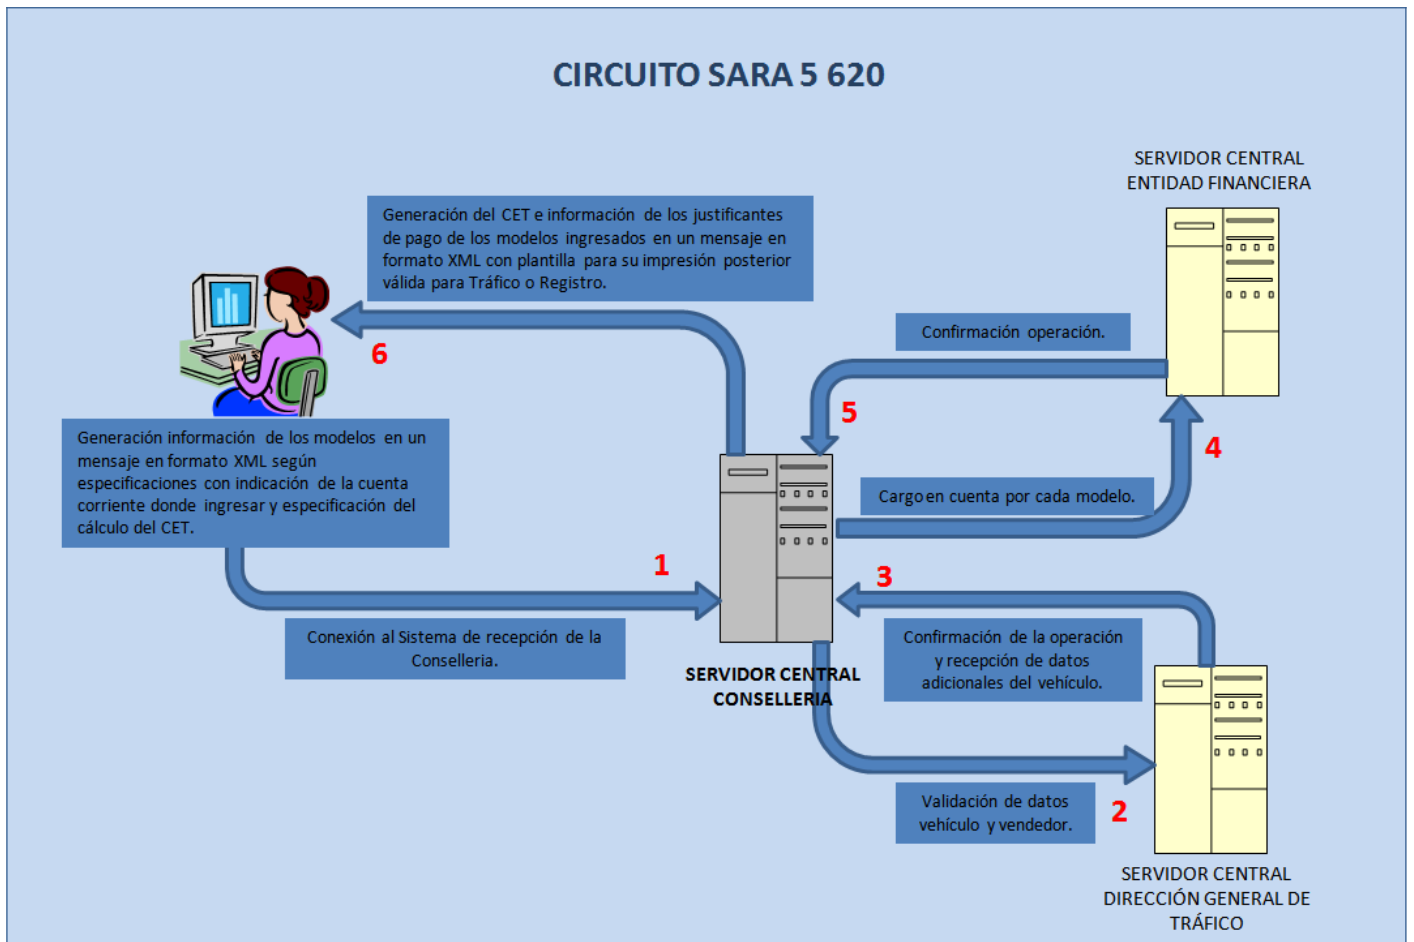 CIRCUITO SARA 5 620
SERVIDOR CENTRAL
ENTIDAD FINANCIERA
Generación del CET e información de los justificantes
de pago de los modelos ingresados en un mensaje en
formato XML con plantilla para su impresión posterior
válida para Tráfico o Registro.
6
Confirmación operación.
5
4
Generación información de los modelos en un
mensaje en formato XML según
especificaciones con indicación de la cuenta
corriente donde ingresar y especificación del
cálculo del CET.
Cargo en cuenta por cada modelo.
1
3
Conexión al Sistema de recepción de la
Conselleria.
Confirmación de la operación
y recepción de datos
adicionales del vehículo.
SERVIDOR CENTRAL
CONSELLERIA
Validación de datos
vehículo y vendedor.
2
SERVIDOR CENTRAL
DIRECCIÓN GENERAL DE
TRÁFICO